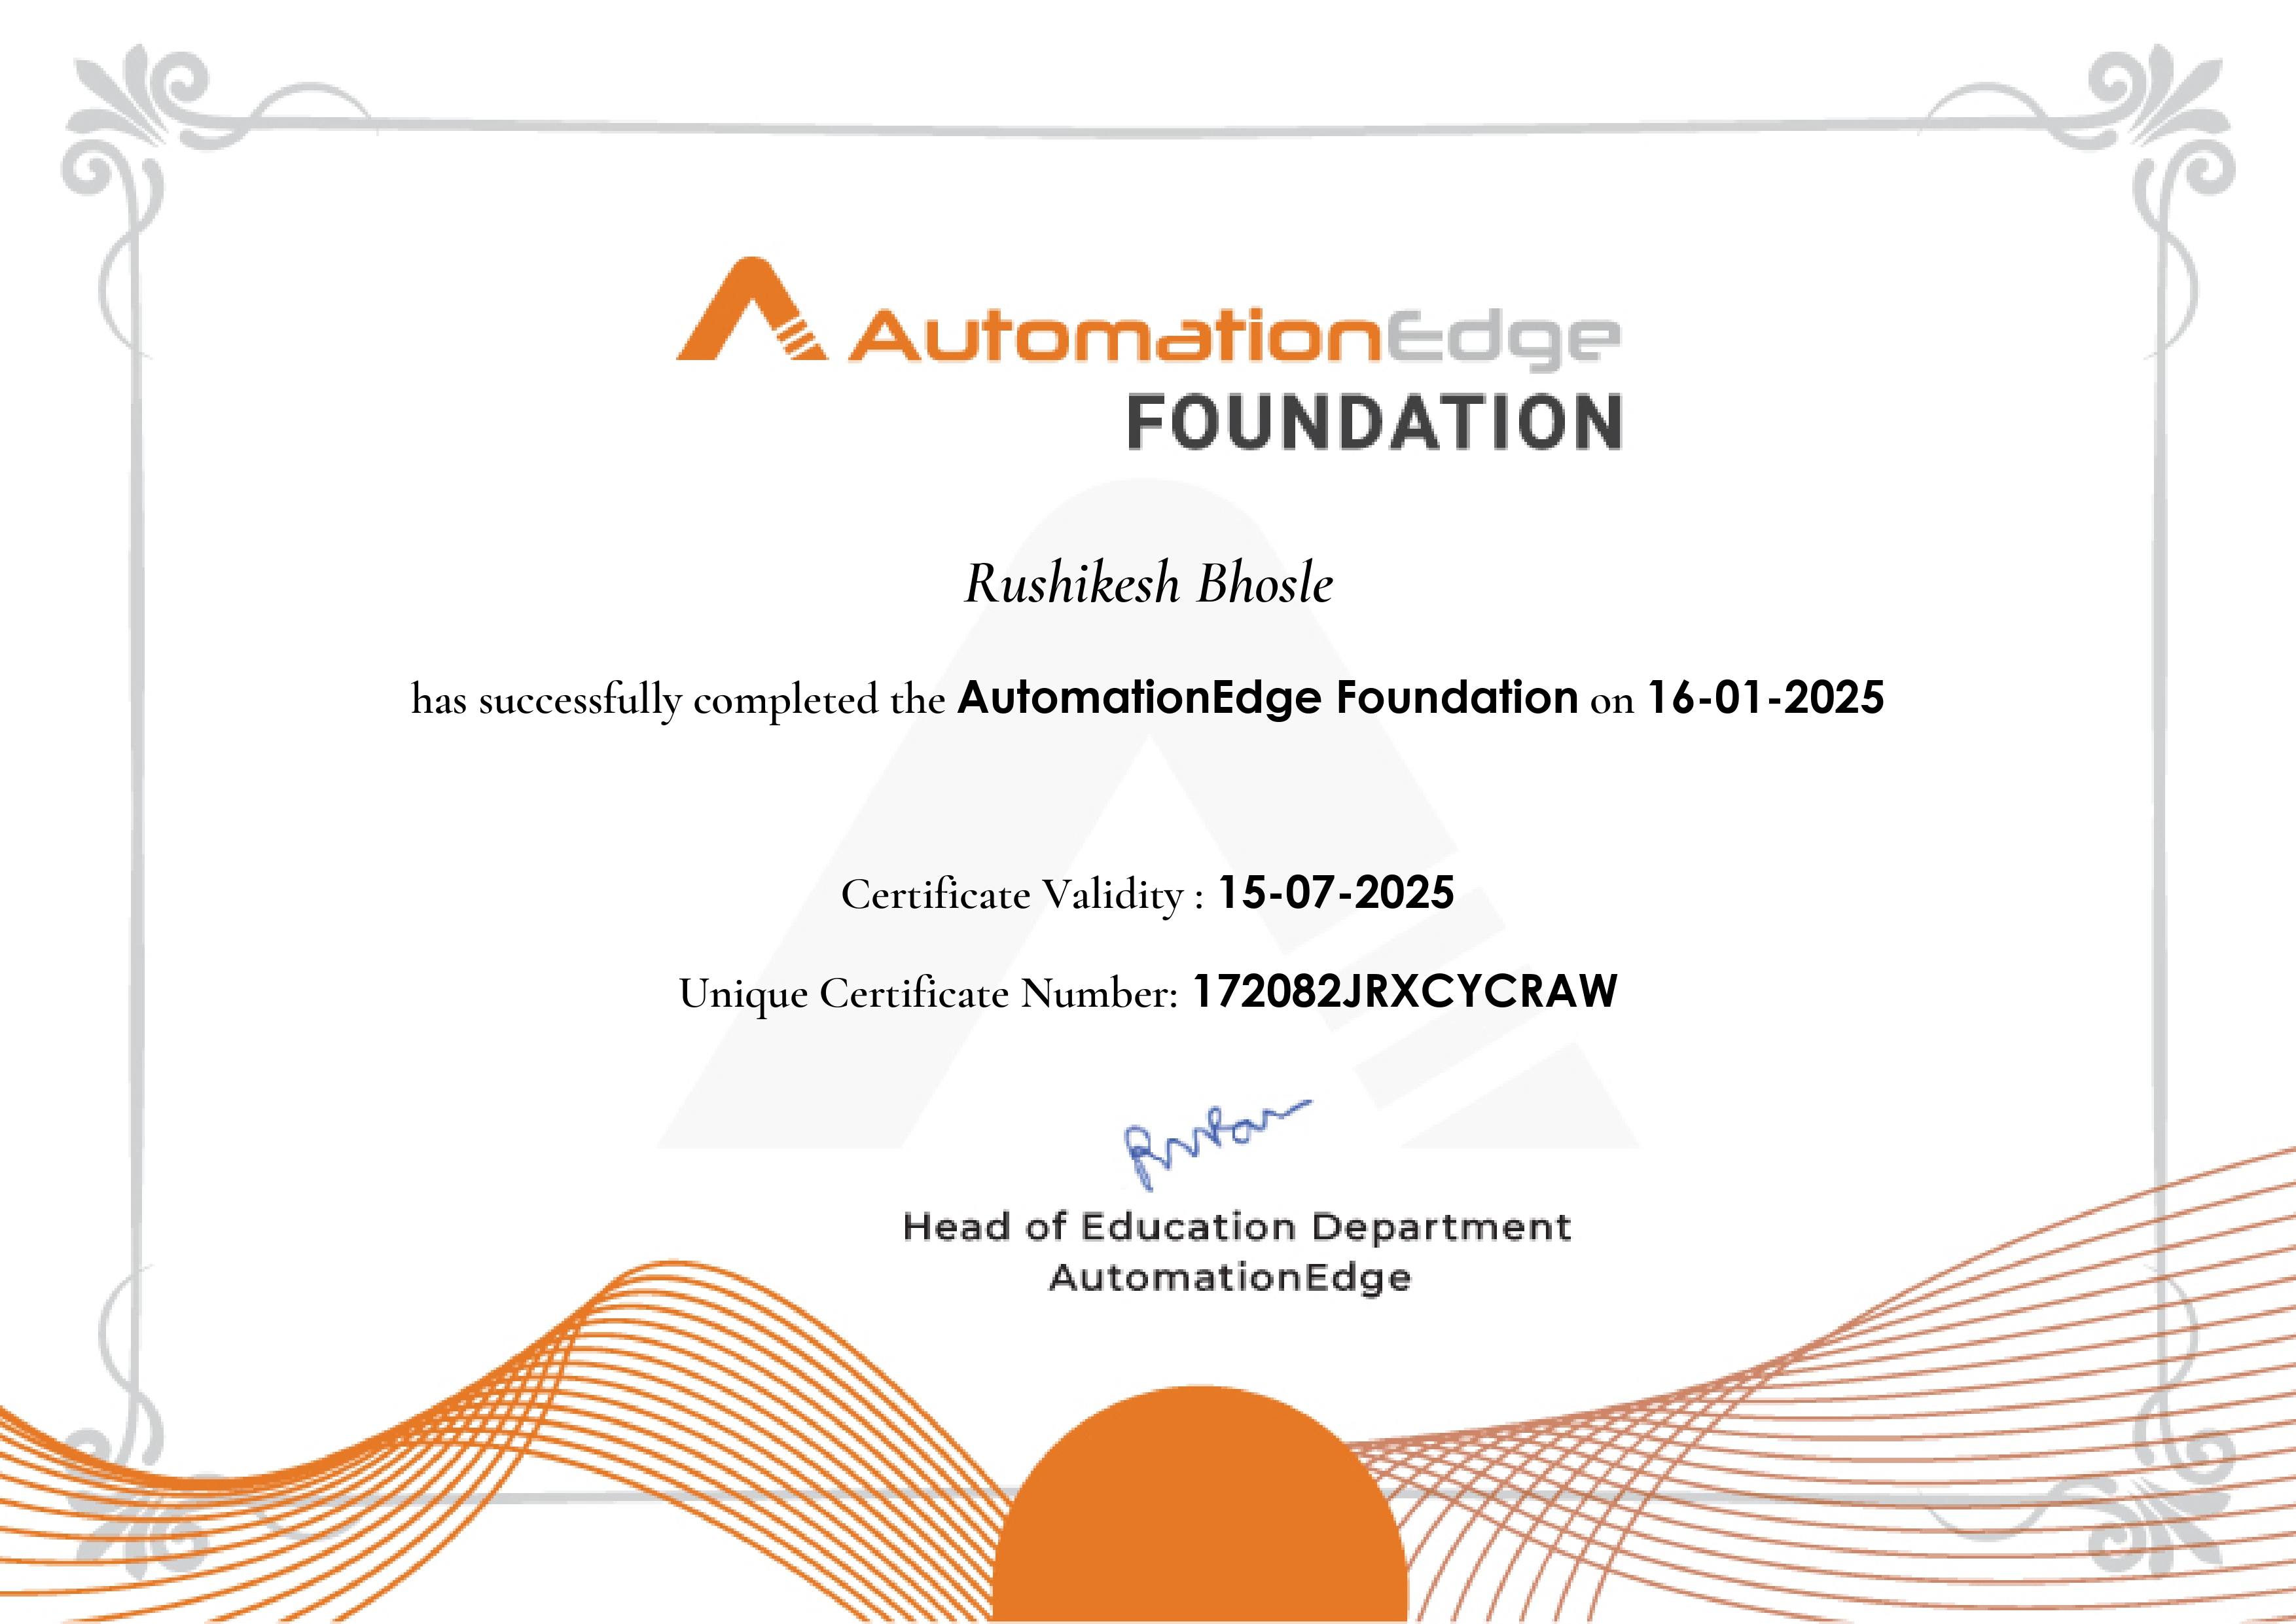 AutomationEdge
FOUNDATION
Rushikesh Bhosle
has successfully completed the AutomationEdge Foundation on 16-01-2025
Certificate Validity : 15-07-2025
Unique Certificate Number: 172082JRXCYCRAW
Head of Education Department
AutomationEdge